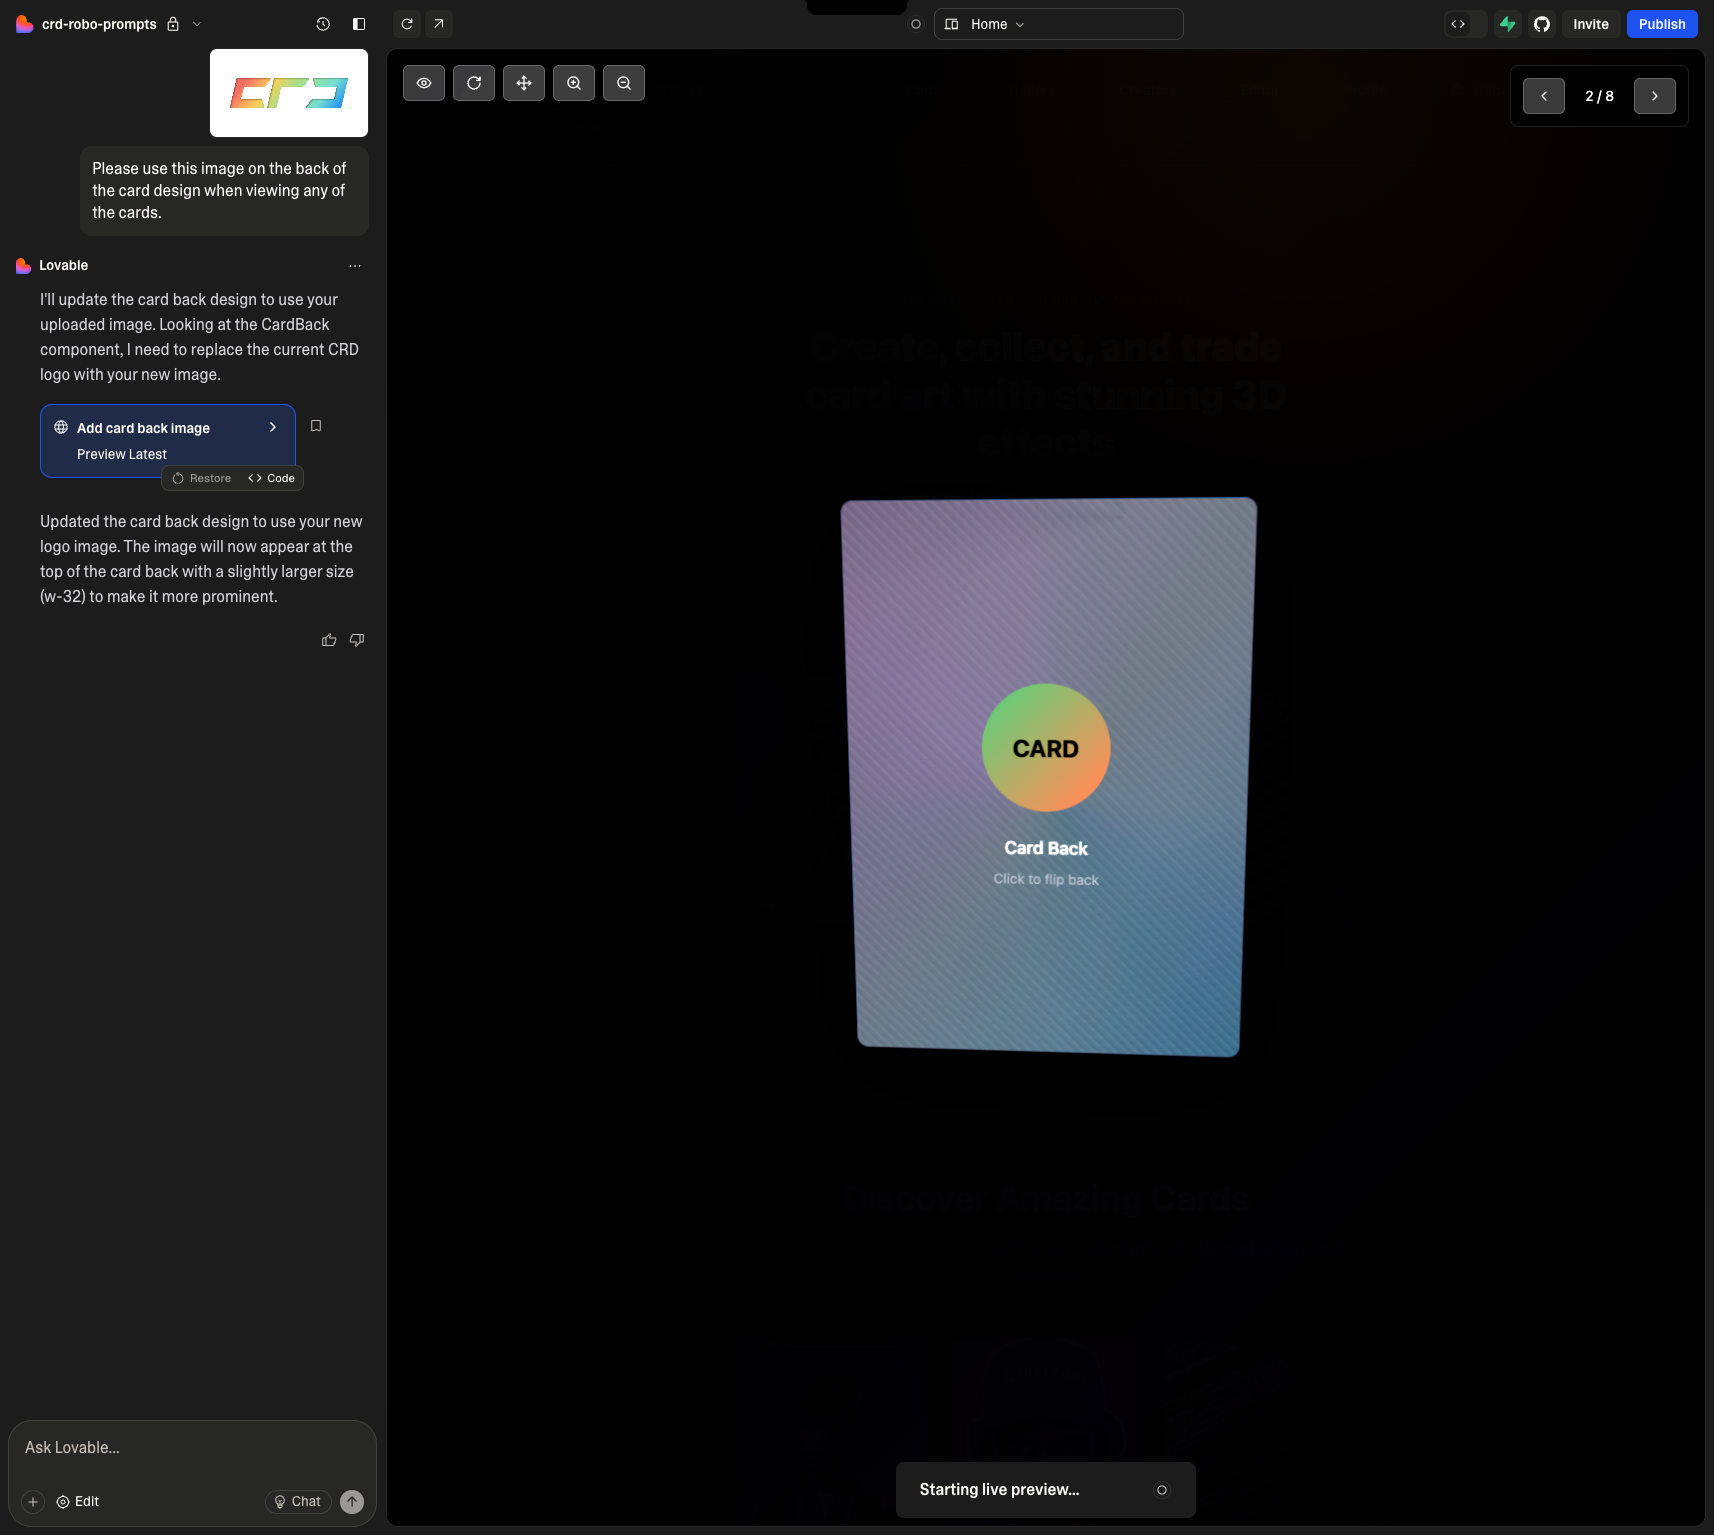 crd-robo-prompts
Home
Invite
Publish
CRD
Please use this image on the back of
the card design when viewing any of
the cards.
Lovable
I'll update the card back design to use your
uploaded image. Looking at the CardBack
component, I need to replace the current CRD
logo with your new image.
Add card back image
Preview Latest
Restore
Code
Updated the card back design to use your new
logo image. The image will now appear at the
top of the card back with a slightly larger size
(w-32) to make it more prominent.
Ask Lovable...
Edit
Chat
2 / 8
Create, collect, and trade
card art with stunning 3D
effects
CARD
Card Back
Click to flip back
Discover Amazing Cards
Starting live preview...